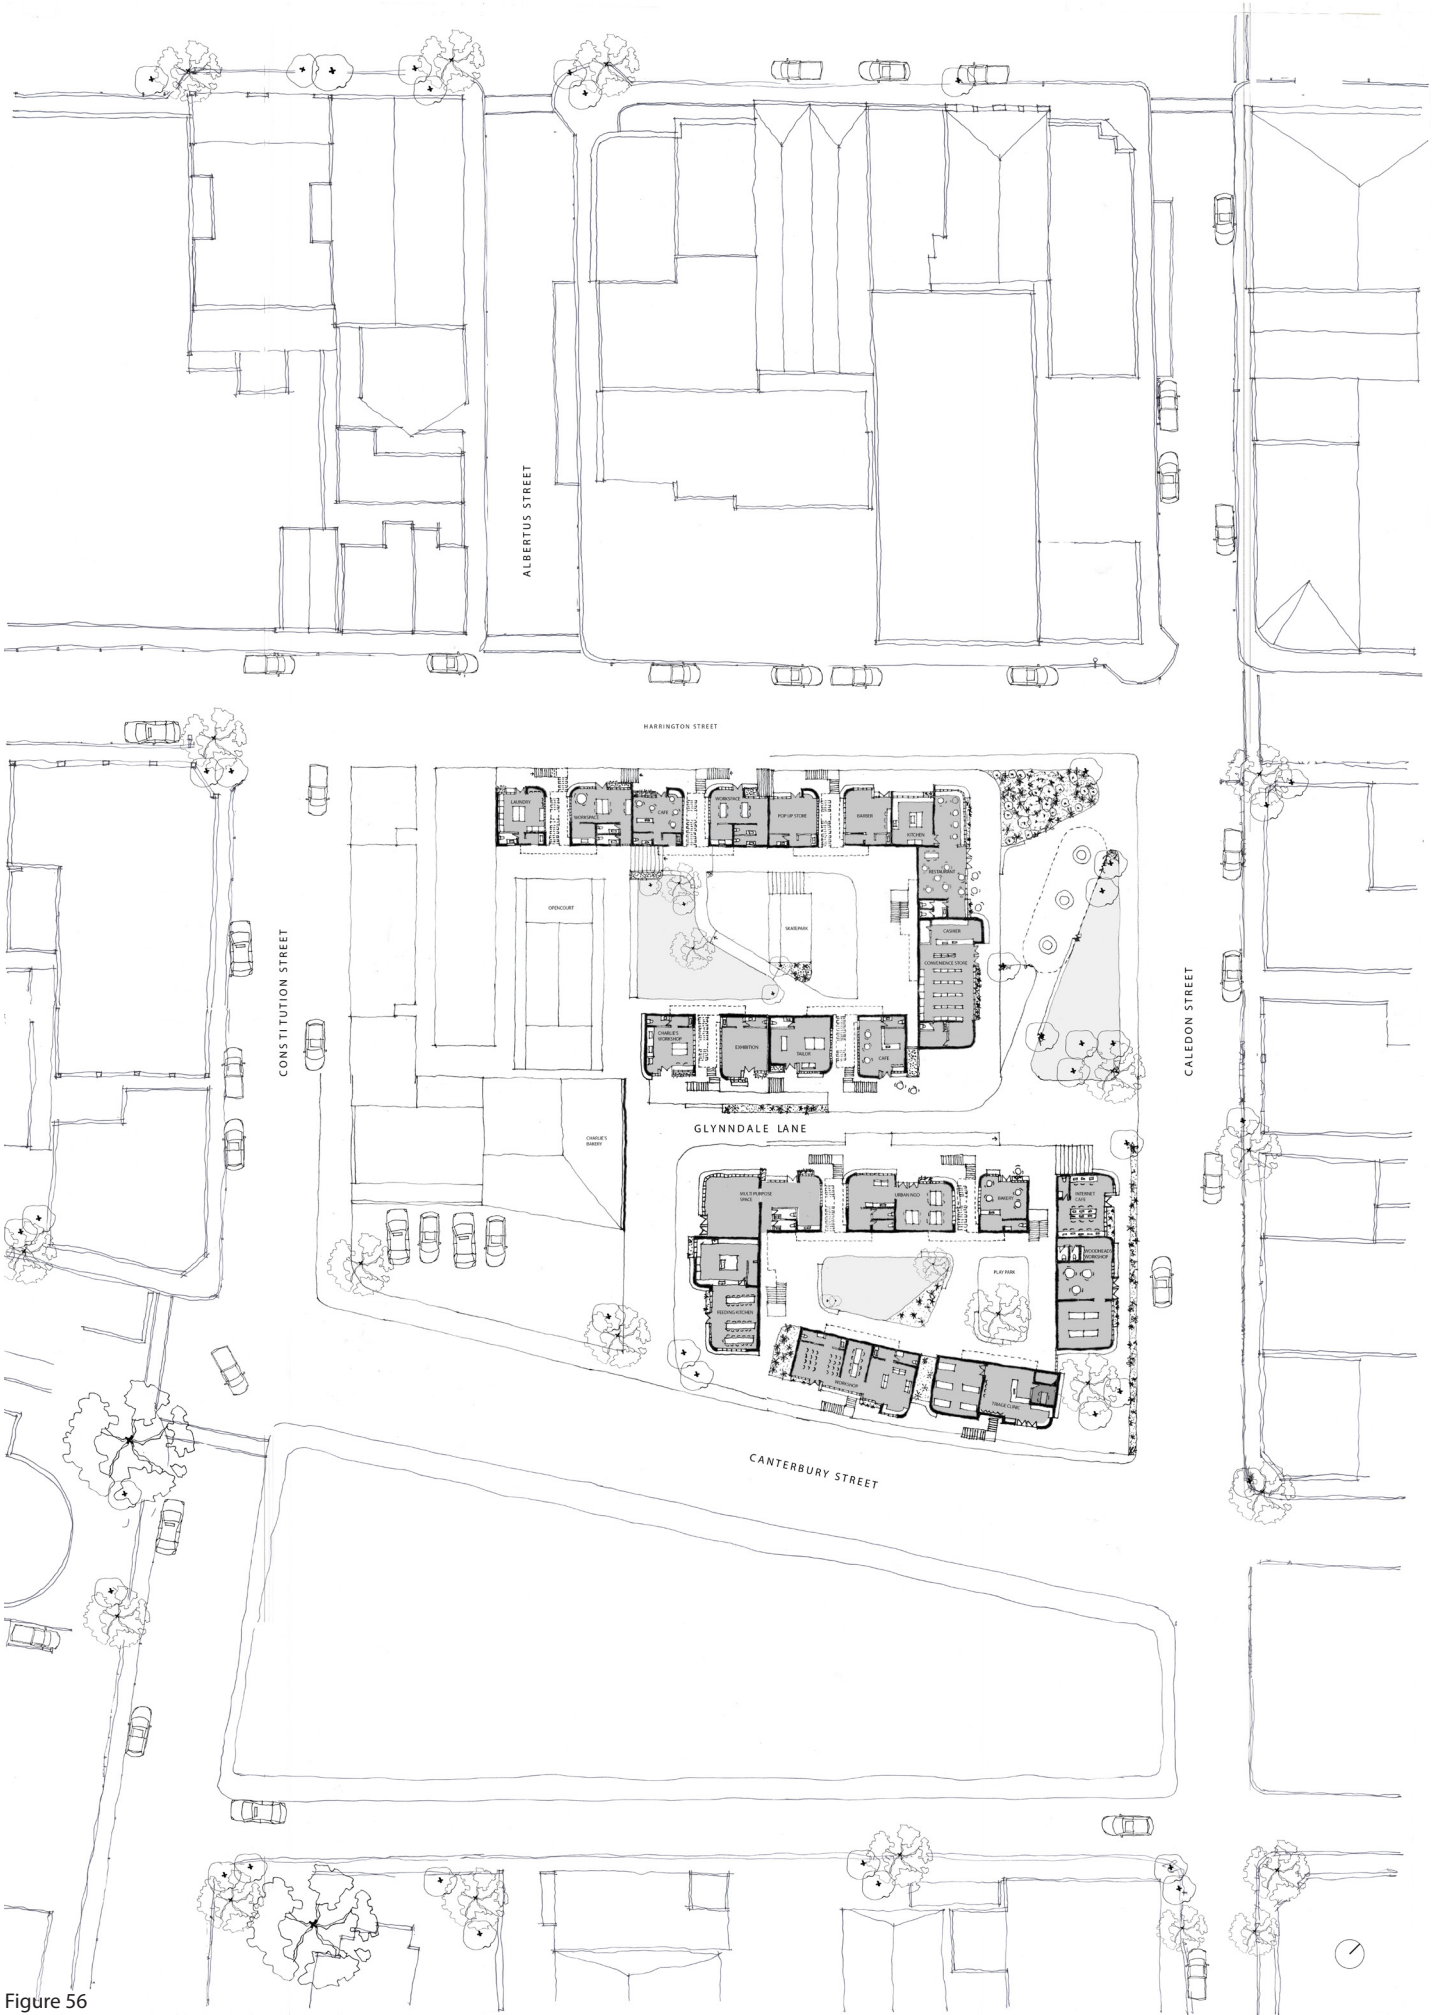 ALBERTUS STREET
HARRINGTON STREET
LAUNDRY
WORKSPACE
CAFE
WORKSPACE
POP UP STORE
BARBER
KITCHEN
RESTAURANT
CASHIER
CONVENIENCE STORE
OPENCOURT
SKATEPARK
CONSTITUTION STREET
CALEDON STREET
CHARLIE'S
WORKSHOP
EXHIBITION
TAILOR
CAFE
GLYNNDALE LANE
CHARLIE'S
BAKERY
MULTI PURPOSE
SPACE
URBAN NGO
BAKERY
INTERNET
CAFE
WOODHEADS
WORKSHOP
PLAY PARK
FEEDING KITCHEN
WORKSHOP
TRIAGE CLINIC
CANTERBURY STREET
Figure 56